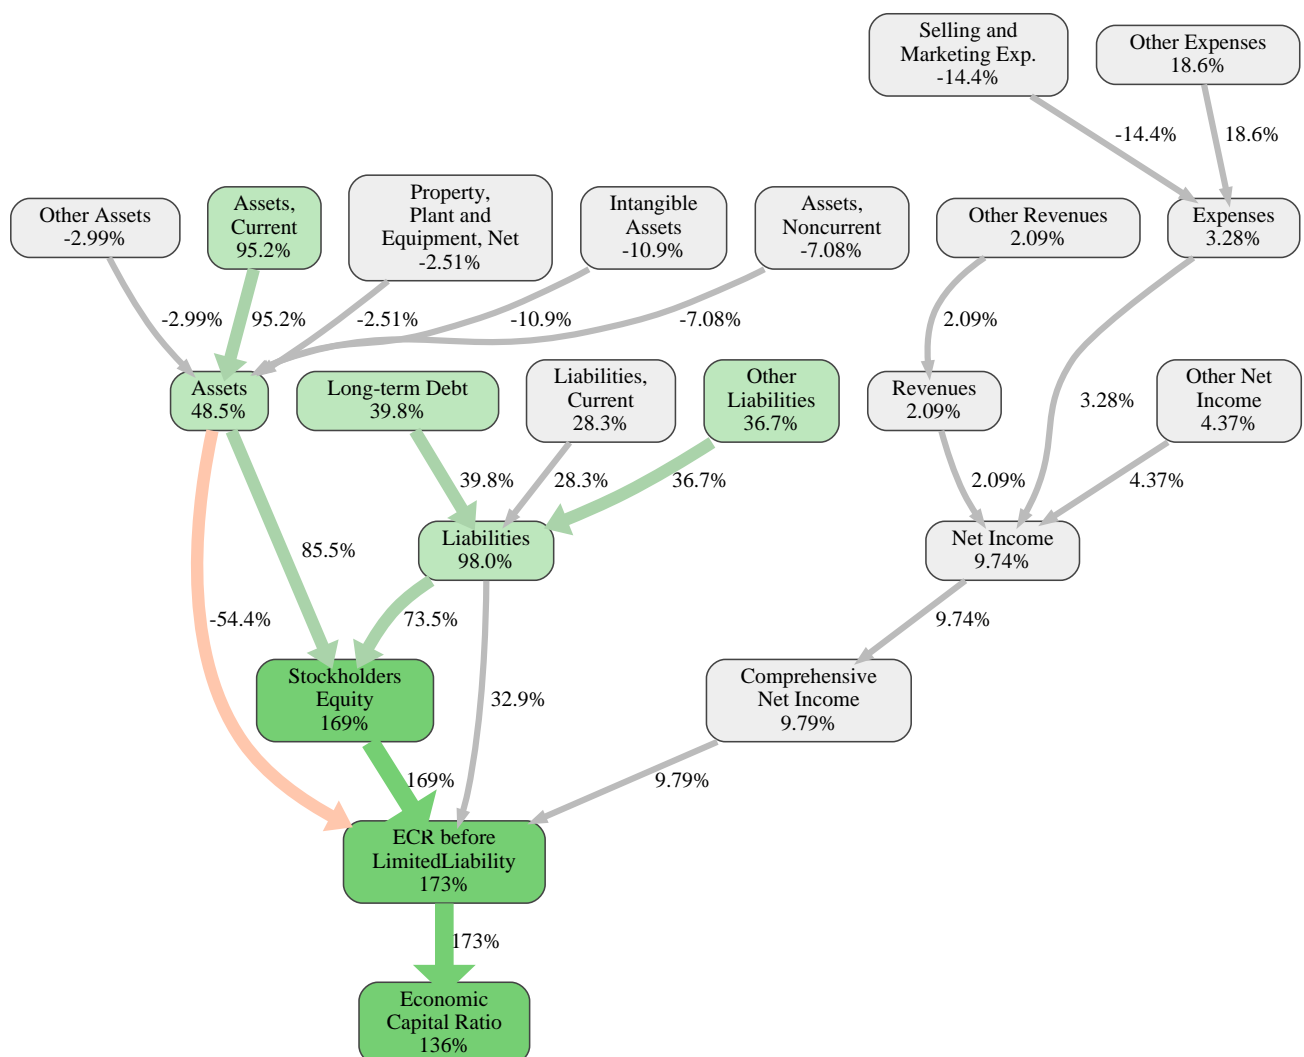 Selling and
Marketing Exp.
-14.4%
Other Expenses
18.6%
-14.4%
18.6%
Other Assets
-2.99%
Assets,
Current
95.2%
Property,
Plant and
Equipment, Net
-2.51%
Intangible
Assets
-10.9%
Assets,
Noncurrent
-7.08%
Other Revenues
2.09%
Expenses
3.28%
-2.99%
95.2%
-2.51%
-10.9%
-7.08%
2.09%
Assets
48.5%
Long-term Debt
39.8%
Liabilities,
Current
28.3%
Other
Liabilities
36.7%
Revenues
2.09%
3.28%
Other Net
Income
4.37%
39.8%
28.3%
36.7%
2.09%
4.37%
85.5%
Liabilities
98.0%
Net Income
9.74%
-54.4%
73.5%
9.74%
Stockholders
Equity
169%
32.9%
Comprehensive
Net Income
9.79%
169%
9.79%
ECR before
LimitedLiability
173%
173%
Economic
Capital Ratio
136%